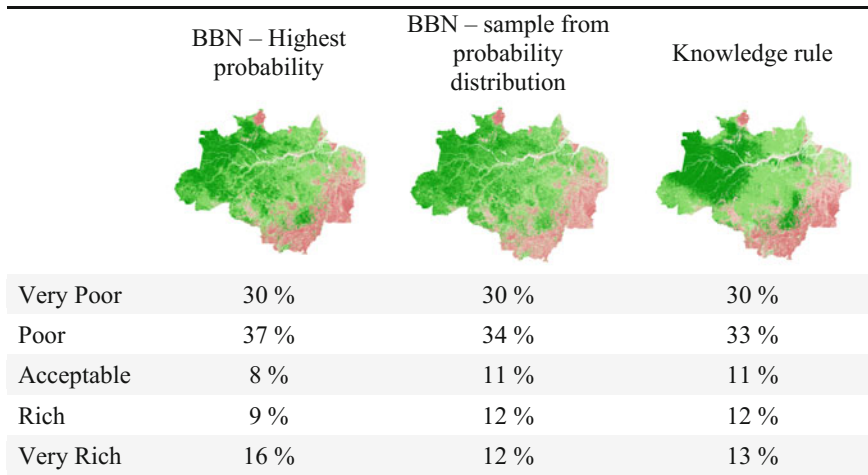 BBN – Highest probability
BBN – sample from probability distribution
Knowledge rule
Very Poor 30 % 30 % 30 %
Poor 37 % 34 % 33 %
Acceptable 8 % 11 % 11 %
Rich 9 % 12 % 12 %
Very Rich 16 % 12 % 13 %